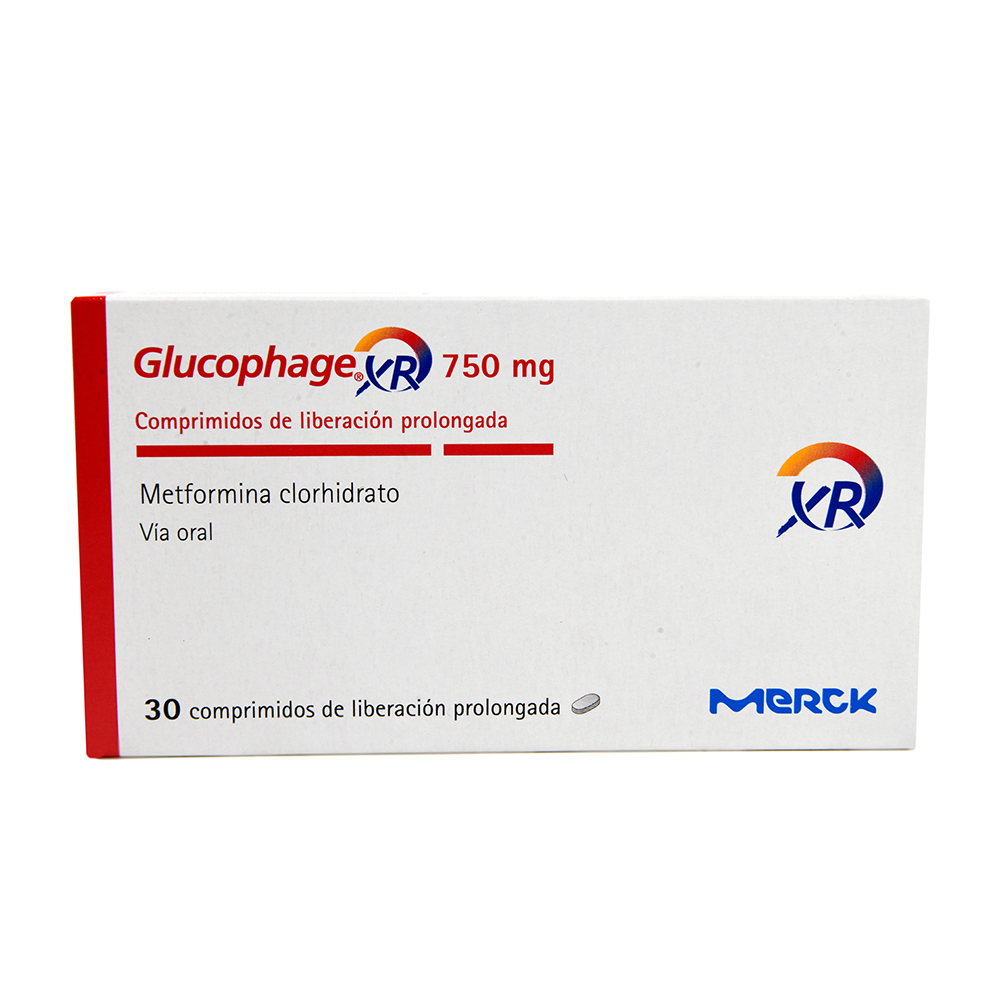 Glucophage® XR 750 mg
Comprimidos de liberación prolongada
Metformina clorhidrato
Vía oral
XR
30 comprimidos de liberación prolongada
MERCK